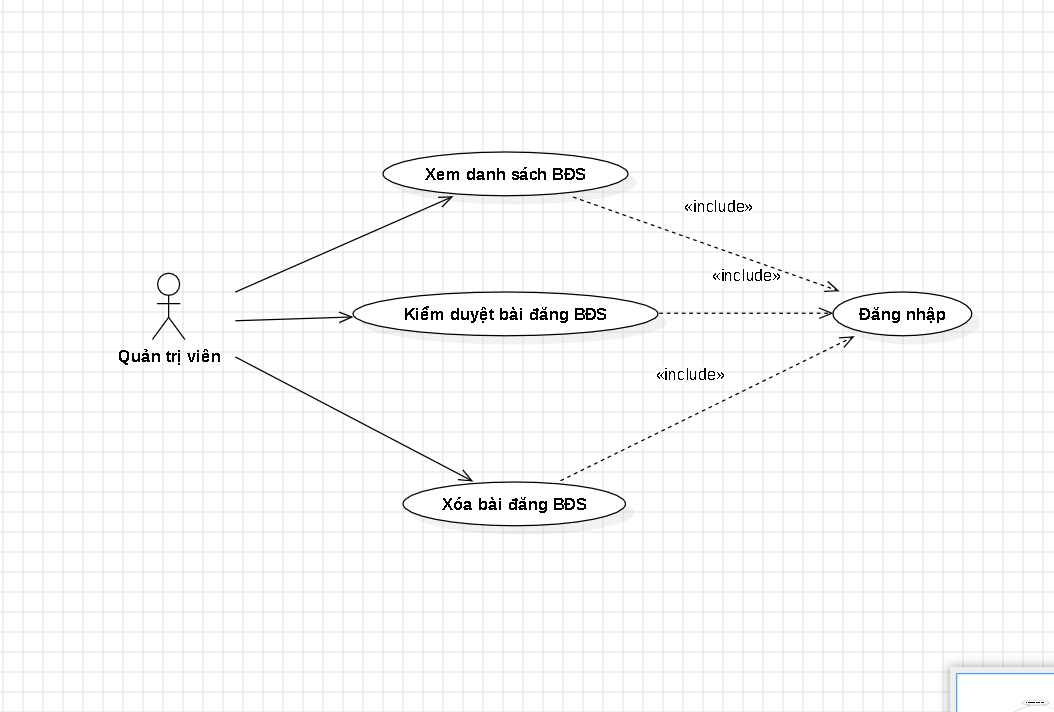 Xem danh sách BĐS
«include»
«include»
Kiểm duyệt bài đăng BĐS
Đăng nhập
Quản trị viên
«include»
Xóa bài đăng BĐS